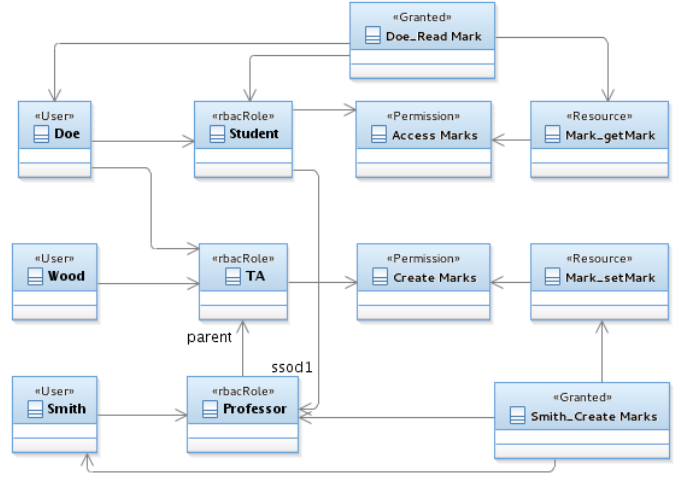 «Granted»
Doe_Read Mark
«User»
Doe
«rbacRole»
Student
«Permission»
Access Marks
«Resource»
Mark_getMark
«User»
Wood
«rbacRole»
TA
«Permission»
Create Marks
«Resource»
Mark_setMark
parent
ssod1
«User»
Smith
«rbacRole»
Professor
«Granted»
Smith_Create Marks